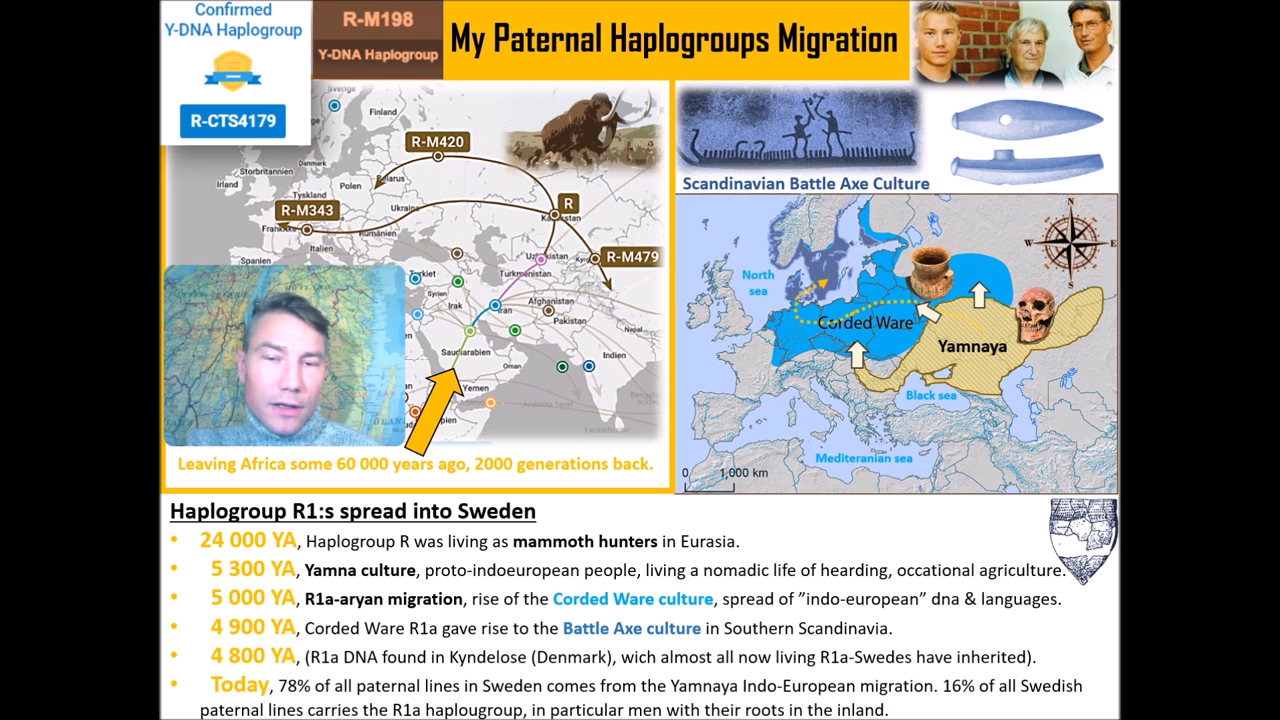 Confirmed
Y-DNA Haplogroup
R-CTS4179
R-M198
Y-DNA Haplogroup
My Paternal Haplogroups Migration
Sverige
Finland
R-M420
Storbritannien
Danmark
Irland
Polen
Belarus
Tyskland
R-M343
Ukraina
R
Kazakstan
Frankrike
Rumänien
Italien
R-M479
Spanien
Uzbekistan
Turkmenistan
Turkiet
Syrien
Irak
Iran
Afghanistan
Pakistan
Nepal
Saudiarabien
Oman
Indien
Yemen
Leaving Africa some 60 000 years ago, 2000 generations back.
Scandinavian Battle Axe Culture
N
W
E
S
North
sea
Corded Ware
Yamnaya
Black sea
Mediteranian sea
0
1,000 km
Haplogroup R1:s spread into Sweden
• 24 000 YA, Haplogroup R was living as mammoth hunters in Eurasia.
• 5 300 YA, Yamna culture, proto-indoeuropean people, living a nomadic life of hearding, occational agriculture.
• 5 000 YA, R1a-aryan migration, rise of the Corded Ware culture, spread of ”indo-european” dna & languages.
• 4 900 YA, Corded Ware R1a gave rise to the Battle Axe culture in Southern Scandinavia.
• 4 800 YA, (R1a DNA found in Kyndelose (Denmark), wich almost all now living R1a-Swedes have inherited).
• Today, 78% of all paternal lines in Sweden comes from the Yamnaya Indo-European migration. 16% of all Swedish
paternal lines carries the R1a haplougroup, in particular men with their roots in the inland.